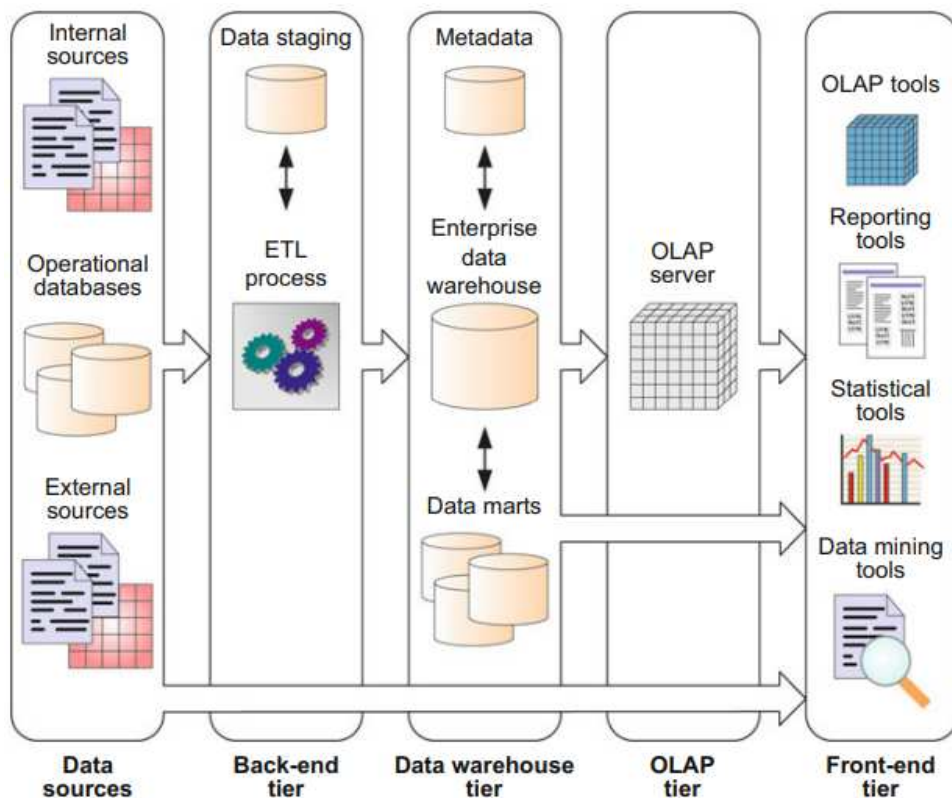 Internal
sources
Operational
databases
External
sources
Data
sources
Data staging
ETL
process
Back-end
tier
Metadata
Enterprise
data
warehouse
Data marts
Data warehouse
tier
OLAP
server
OLAP
tier
OLAP tools
Reporting
tools
Statistical
tools
Data mining
tools
Front-end
tier